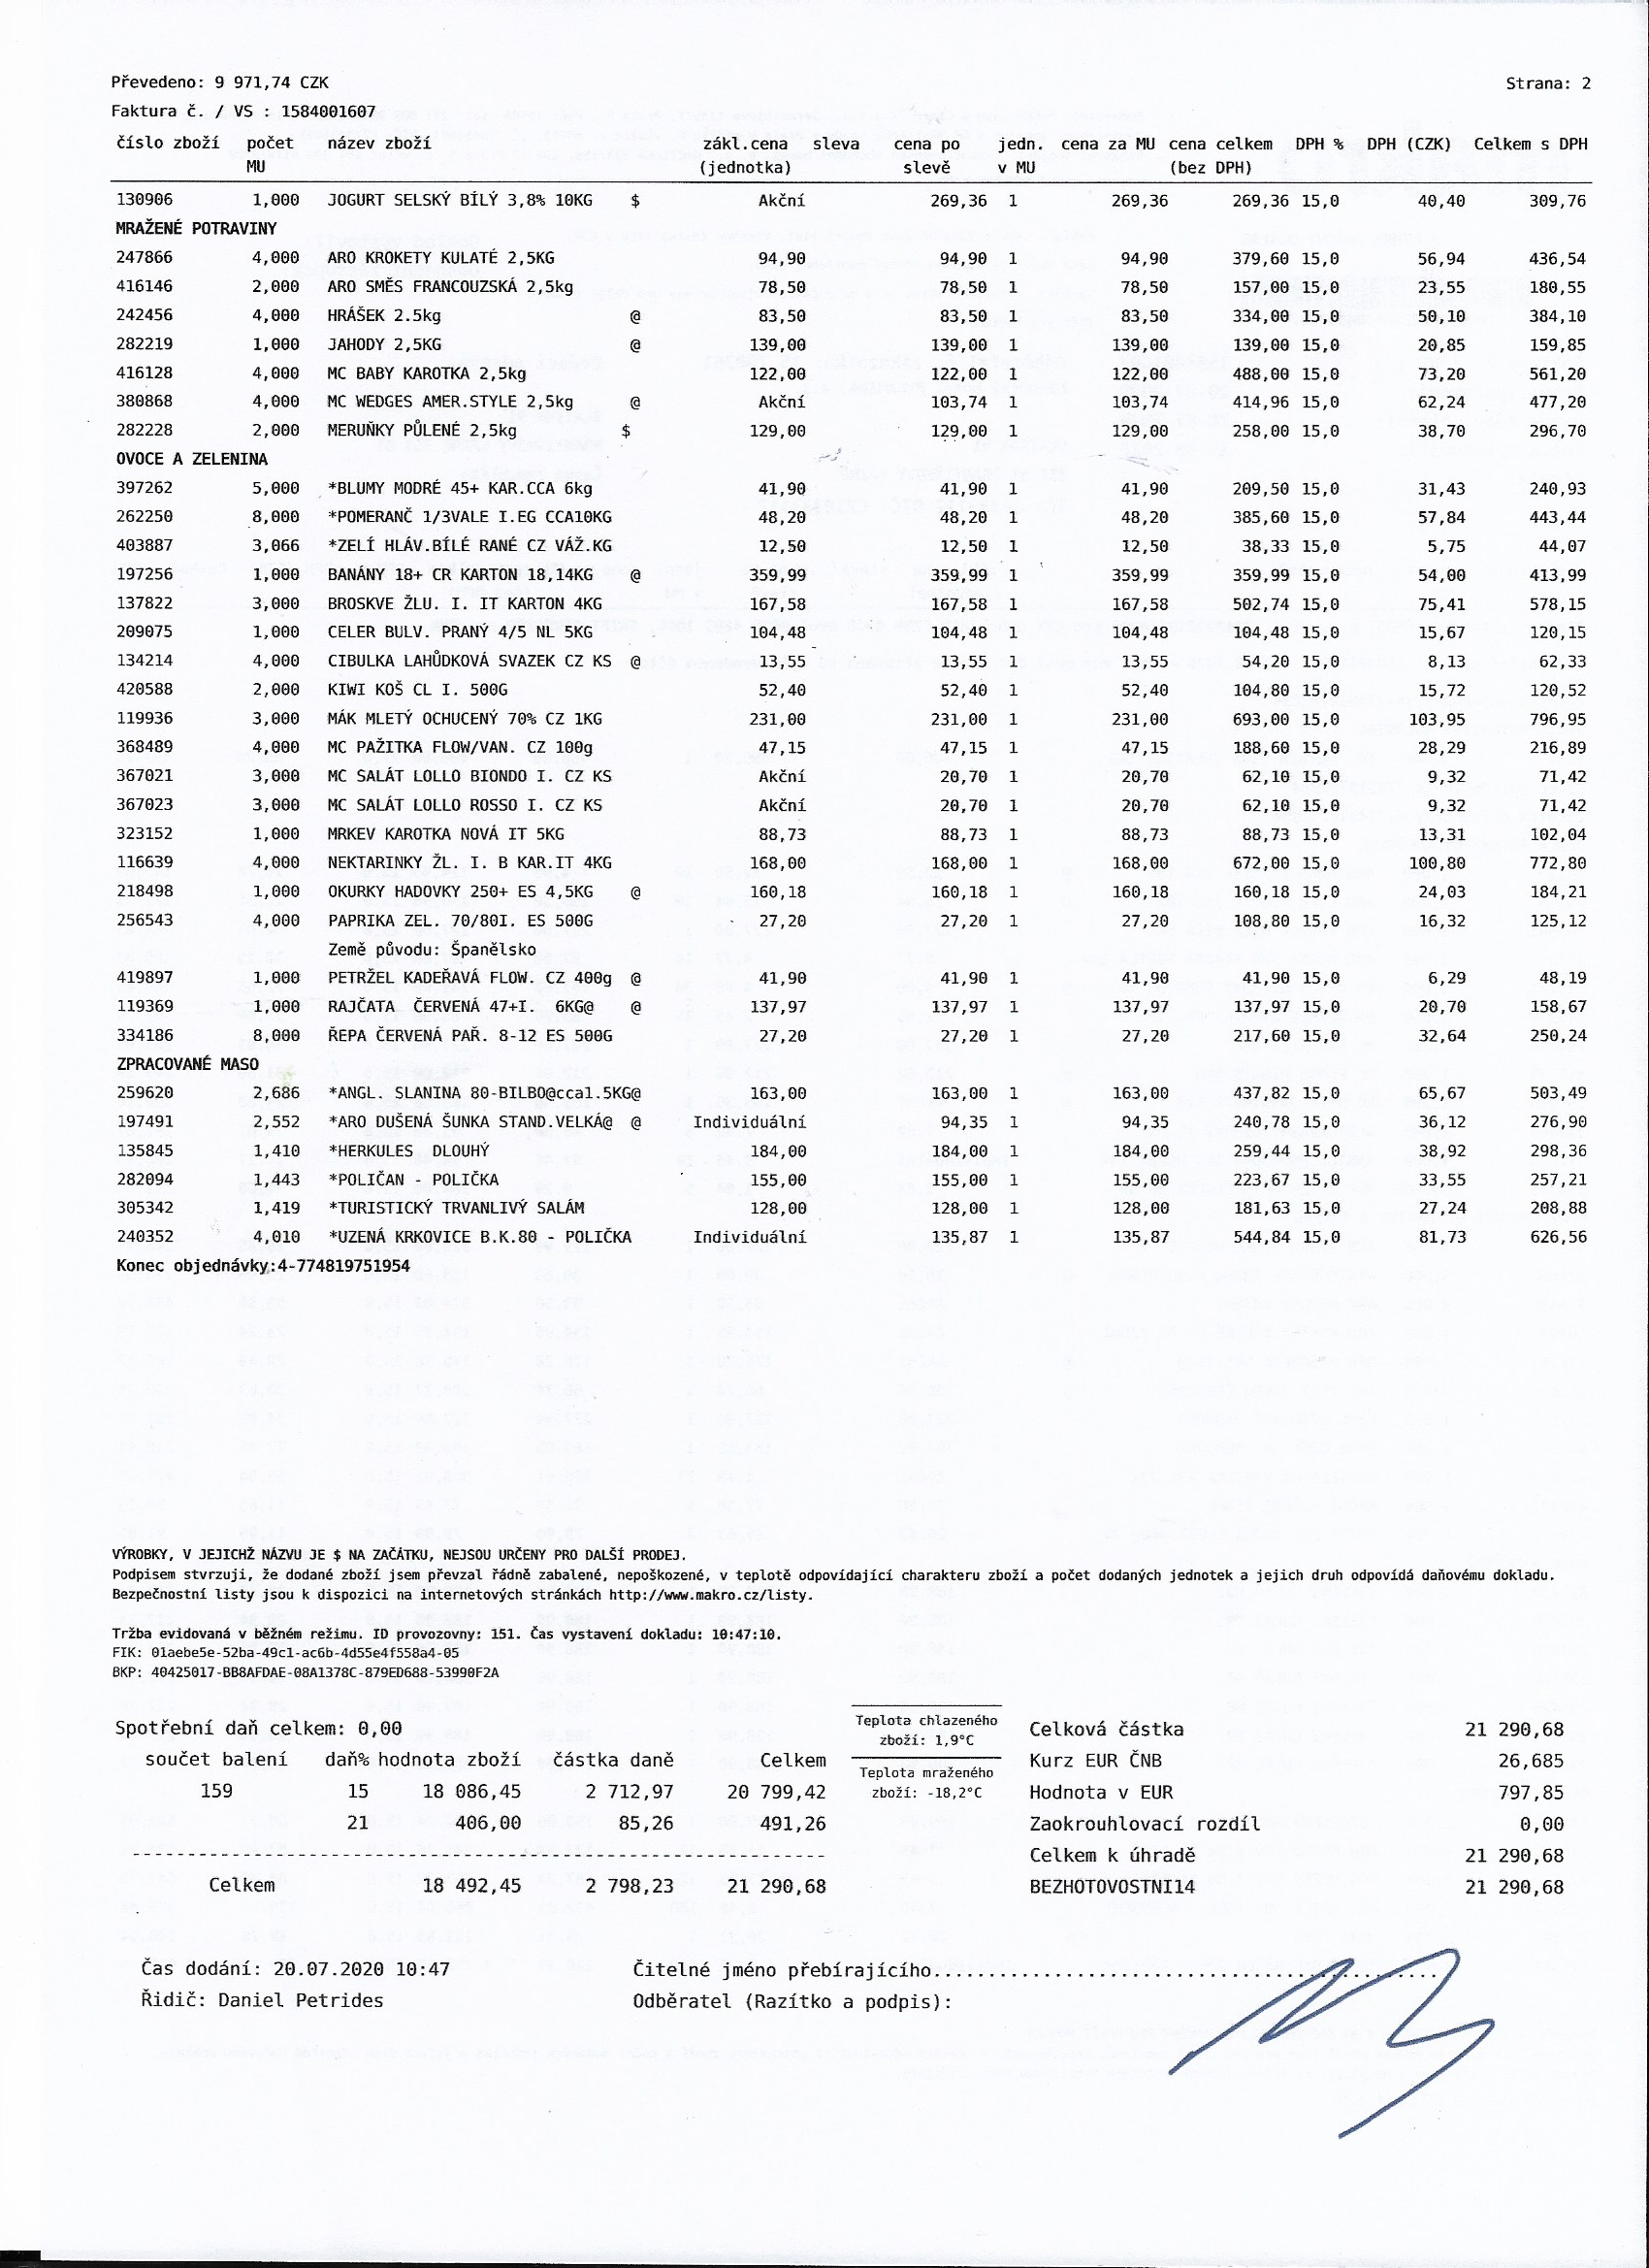 Převedeno: 9 971,74 CZK Strana: 2
Faktura č. / VS : 1584001607
číslo zboží počet název zboží zákl.cena sleva cena po jedn. cena za MU cena celkem DPH % DPH (CZK) Celkem s DPH
MU (jednotka) slevě v MU (bez DPH)
130906 1,000 JOGURT SELSKÝ BÍLÝ 3,8% 10KG $ Akční 269,36 1 269,36 269,36 15,0 40,40 309,76
MRAŽENÉ POTRAVINY
247866 4,000 ARO KROKETY KULATÉ 2,5KG 94,90 94,90 1 94,90 379,60 15,0 56,94 436,54
416146 2,000 ARO SMĚS FRANCOUZSKÁ 2,5kg 78,50 78,50 1 78,50 157,00 15,0 23,55 180,55
242456 4,000 HRÁŠEK 2.5kg @ 83,50 83,50 1 83,50 334,00 15,0 50,10 384,10
282219 1,000 JAHODY 2,5KG @ 139,00 139,00 1 139,00 139,00 15,0 20,85 159,85
416128 4,000 MC BABY KAROTKA 2,5kg 122,00 122,00 1 122,00 488,00 15,0 73,20 561,20
380868 4,000 MC WEDGES AMER.STYLE 2,5kg @ Akční 103,74 1 103,74 414,96 15,0 62,24 477,20
282228 2,000 MERUŇKY PŮLENÉ 2,5kg $ 129,00 129,00 1 129,00 258,00 15,0 38,70 296,70
OVOCE A ZELENINA
397262 5,000 *BLUMY MODRÉ 45+ KAR.CCA 6kg 41,90 41,90 1 41,90 209,50 15,0 31,43 240,93
262250 8,000 *POMERANČ 1/3VALE I.EG CCA10KG 48,20 48,20 1 48,20 385,60 15,0 57,84 443,44
403887 3,066 *ZELÍ HLÁV.BÍLÉ RANÉ CZ VÁŽ.KG 12,50 12,50 1 12,50 38,33 15,0 5,75 44,07
197256 1,000 BANÁNY 18+ CR KARTON 18,14KG @ 359,99 359,99 1 359,99 359,99 15,0 54,00 413,99
137822 3,000 BROSKVE ŽLU. I. IT KARTON 4KG 167,58 167,58 1 167,58 502,74 15,0 75,41 578,15
209075 1,000 CELER BULV. PRANÝ 4/5 NL 5KG 104,48 104,48 1 104,48 104,48 15,0 15,67 120,15
134214 4,000 CIBULKA LAHŮDKOVÁ SVAZEK CZ KS @ 13,55 13,55 1 13,55 54,20 15,0 8,13 62,33
420588 2,000 KIWI KOŠ CL I. 500G 52,40 52,40 1 52,40 104,80 15,0 15,72 120,52
119936 3,000 MÁK MLETÝ OCHUCENÝ 70% CZ 1KG 231,00 231,00 1 231,00 693,00 15,0 103,95 796,95
368489 4,000 MC PAŽITKA FLOW/VAN. CZ 100g 47,15 47,15 1 47,15 188,60 15,0 28,29 216,89
367021 3,000 MC SALÁT LOLLO BIONDO I. CZ KS Akční 20,70 1 20,70 62,10 15,0 9,32 71,42
367023 3,000 MC SALÁT LOLLO ROSSO I. CZ KS Akční 20,70 1 20,70 62,10 15,0 9,32 71,42
323152 1,000 MRKEV KAROTKA NOVÁ IT 5KG 88,73 88,73 1 88,73 88,73 15,0 13,31 102,04
116639 4,000 NEKTARINKY ŽL. I. B KAR.IT 4KG 168,00 168,00 1 168,00 672,00 15,0 100,80 772,80
218498 1,000 OKURKY HADOVKY 250+ ES 4,5KG @ 160,18 160,18 1 160,18 160,18 15,0 24,03 184,21
256543 4,000 PAPRIKA ZEL. 70/80I. ES 500G 27,20 27,20 1 27,20 108,80 15,0 16,32 125,12
Země původu: Španělsko
419897 1,000 PETRŽEL KADEŘAVÁ FLOW. CZ 400g @ 41,90 41,90 1 41,90 41,90 15,0 6,29 48,19
119369 1,000 RAJČATA ČERVENÁ 47+I. 6KG@ @ 137,97 137,97 1 137,97 137,97 15,0 20,70 158,67
334186 8,000 ŘEPA ČERVENÁ PAŘ. 8-12 ES 500G 27,20 27,20 1 27,20 217,60 15,0 32,64 250,24
ZPRACOVANÉ MASO
259620 2,686 *ANGL. SLANINA 80-BILBO@cca1.5KG@ 163,00 163,00 1 163,00 437,82 15,0 65,67 503,49
197491 2,552 *ARO DUŠENÁ ŠUNKA STAND.VELKÁ@ @ Individuální 94,35 1 94,35 240,78 15,0 36,12 276,90
135845 1,410 *HERKULES DLOUHÝ 184,00 184,00 1 184,00 259,44 15,0 38,92 298,36
282094 1,443 *POLIČAN - POLIČKA 155,00 155,00 1 155,00 223,67 15,0 33,55 257,21
305342 1,419 *TURISTICKÝ TRVANLIVÝ SALÁM 128,00 128,00 1 128,00 181,63 15,0 27,24 208,88
240352 4,010 *UZENÁ KRKOVICE B.K.80 - POLIČKA Individuální 135,87 1 135,87 544,84 15,0 81,73 626,56
Konec objednávky:4-774819751954
VÝROBKY, V JEJICHŽ NÁZVU JE $ NA ZAČÁTKU, NEJSOU URČENY PRO DALŠÍ PRODEJ.
Podpisem stvrzuji, že dodané zboží jsem převzal řádně zabalené, nepoškozené, v teplotě odpovídající charakteru zboží a počet dodaných jednotek a jejich druh odpovídá daňovému dokladu.
Bezpečnostní listy jsou k dispozici na internetových stránkách http://www.makro.cz/listy.
Tržba evidovaná v běžném režimu. ID provozovny: 151. Čas vystavení dokladu: 10:47:10.
FIK: 01aebe5e-52ba-49c1-ac6b-4d55e4f558a4-05
BKP: 40425017-BB8AFDAE-08A1378C-879ED688-53990F2A
Spotřební daň celkem: 0,00
součet balení daň% hodnota zboží částka daně Celkem
159 15 18 086,45 2 712,97 20 799,42
21 406,00 85,26 491,26
Celkem 18 492,45 2 798,23 21 290,68
Teplota chlazeného
zboží: 1,9°C
Teplota mraženého
zboží: -18,2°C
Celková částka 21 290,68
Kurz EUR ČNB 26,685
Hodnota v EUR 797,85
Zaokrouhlovací rozdíl 0,00
Celkem k úhradě 21 290,68
BEZHOTOVOSTNI14 21 290,68
Čas dodání: 20.07.2020 10:47
Řidič: Daniel Petrides
Čitelné jméno přebírajícího..........................................
Odběratel (Razítko a podpis):